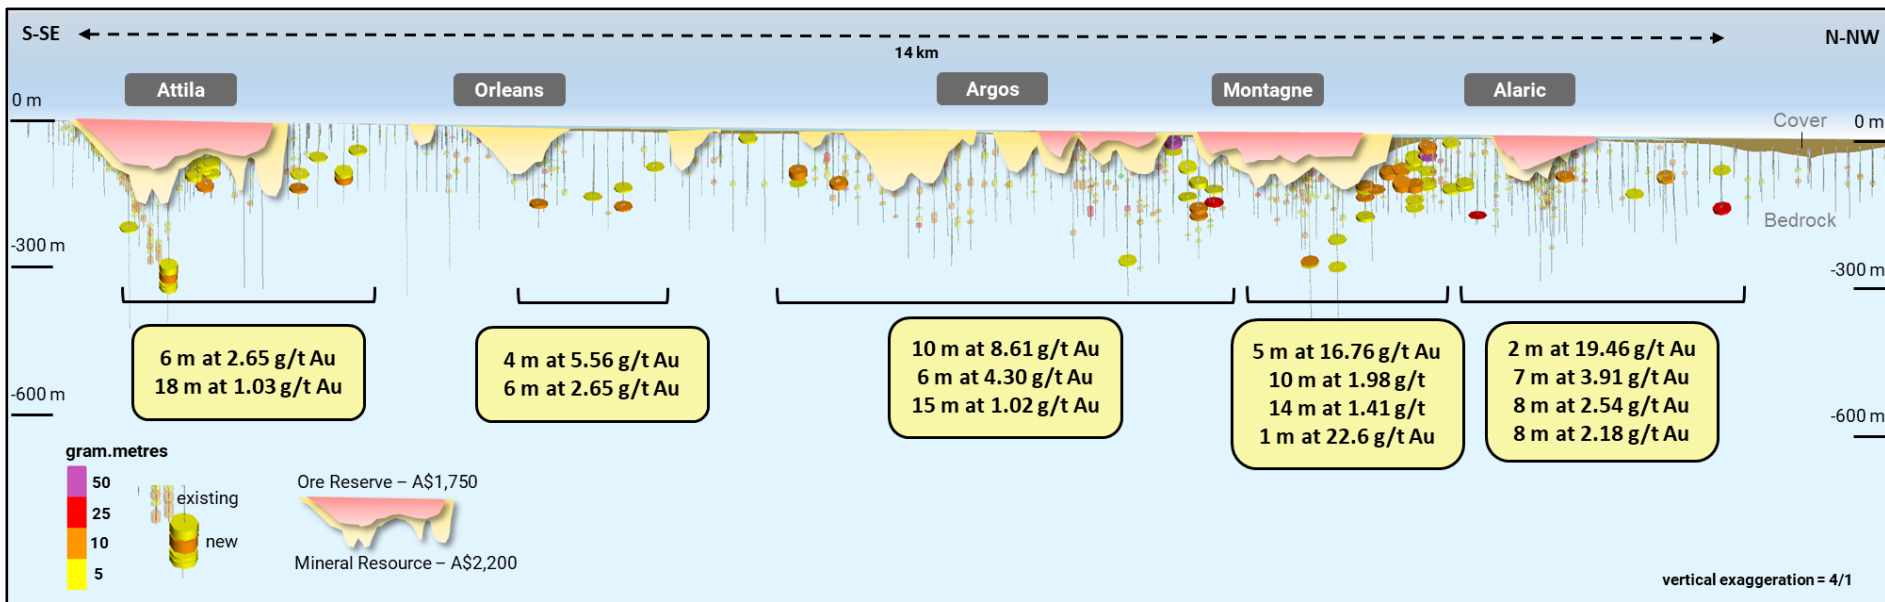 S-SE
14 km
N-NW
Attila
Orleans
Argos
Montagne
Alaric
0 m
Cover
0 m
Bedrock
-300 m
-300 m
6 m at 2.65 g/t Au
18 m at 1.03 g/t Au
4 m at 5.56 g/t Au
6 m at 2.65 g/t Au
10 m at 8.61 g/t Au
6 m at 4.30 g/t Au
15 m at 1.02 g/t Au
5 m at 16.76 g/t Au
10 m at 1.98 g/t
14 m at 1.41 g/t
1 m at 22.6 g/t Au
2 m at 19.46 g/t Au
7 m at 3.91 g/t Au
8 m at 2.54 g/t Au
8 m at 2.18 g/t Au
-600 m
-600 m
gram.metres
50
25
10
5
existing
new
Ore Reserve – A$1,750
Mineral Resource – A$2,200
vertical exaggeration = 4/1